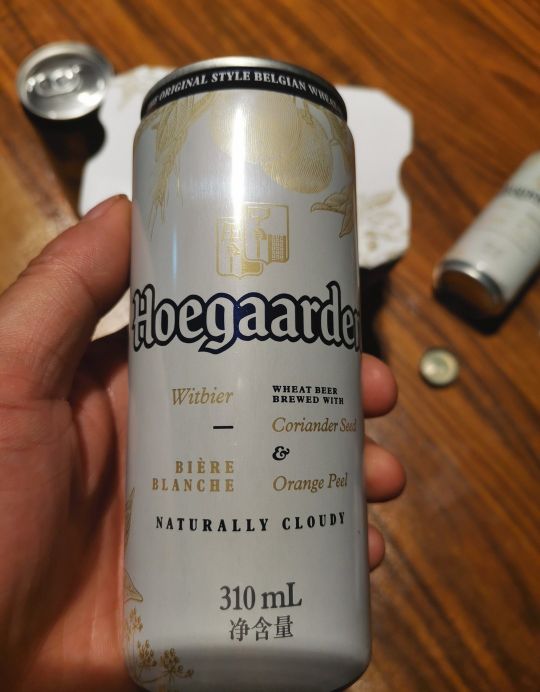 ORIGINAL STYLE BELGIAN
Hoegaarden
Witbier
—
BIÈRE
BLANCHE
WHEAT BEER
BREWED WITH
Coriander Seed
&
Orange Peel
NATURALLY CLOUDY
310 mL
净含量